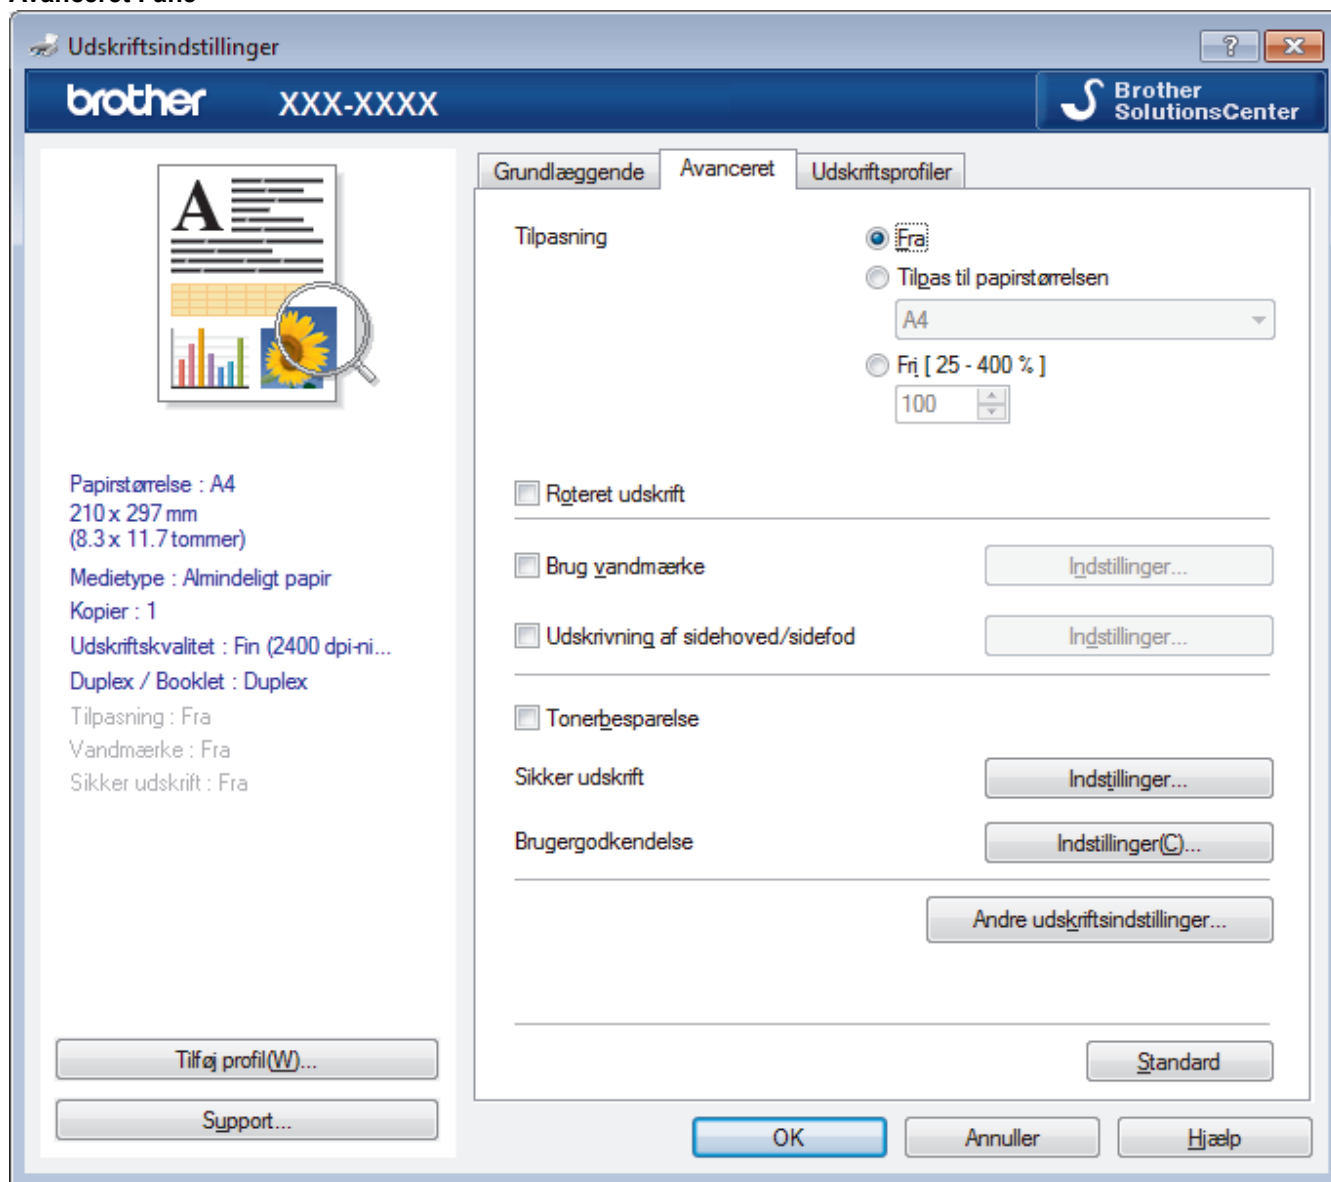 Udskriftsindstillinger
brother XXX-XXXX
Brother
SolutionsCenter
Grundlæggende Avanceret Udskriftsprofiler
A
Tilpasning
Fra
Tilpas til papirstørrelsen
A4
Fri [ 25 - 400 % ]
100
Roteret udskrift
Brug vandmærke Indstillinger...
Udskrivning af sidehoved/sidefod Indstillinger...
Tonerbesparelse
Sikker udskrift Indstillinger...
Brugergodkendelse Indstillinger(C)...
Andre udskriftsindstillinger...
Standard
Papirstørrelse : A4
210 x 297 mm
(8.3 x 11.7 tommer)
Medietype : Almindeligt papir
Kopier : 1
Udskriftskvalitet : Fin (2400 dpi-ni...
Duplex / Booklet : Duplex
Tilpasning : Fra
Vandmærke : Fra
Sikker udskrift : Fra
Tilføj profil(W)...
Support...
OK Annuller Hjælp